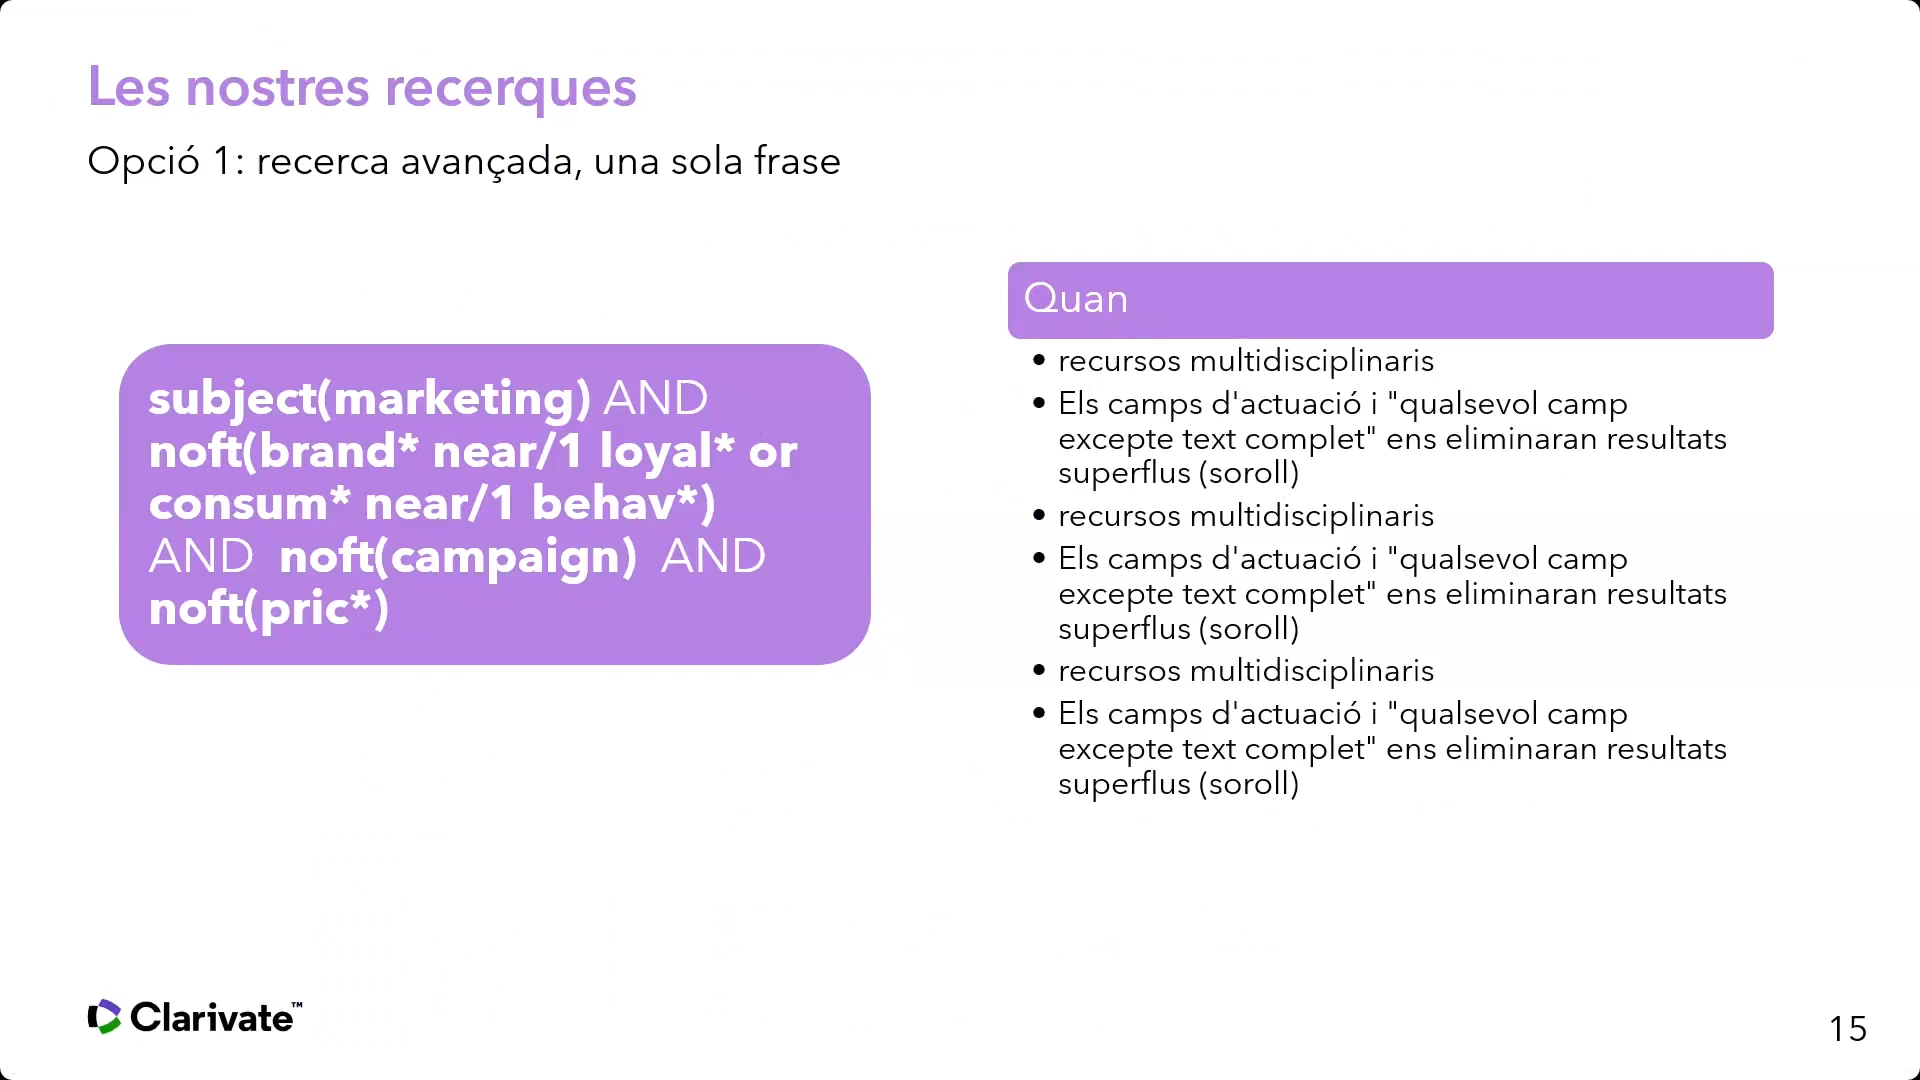 Les nostres recerques
Opció 1: recerca avançada, una sola frase
subject(marketing) AND
noft(brand* near/1 loyal* or
consum* near/1 behav*)
AND noft(campaign) AND
noft(pric*)
Quan
• recursos multidisciplinaris
• Els camps d'actuació i "qualsevol camp
excepte text complet" ens eliminaran resultats
superflus (soroll)
• recursos multidisciplinaris
• Els camps d'actuació i "qualsevol camp
excepte text complet" ens eliminaran resultats
superflus (soroll)
• recursos multidisciplinaris
• Els camps d'actuació i "qualsevol camp
excepte text complet" ens eliminaran resultats
superflus (soroll)
Clarivate™
15